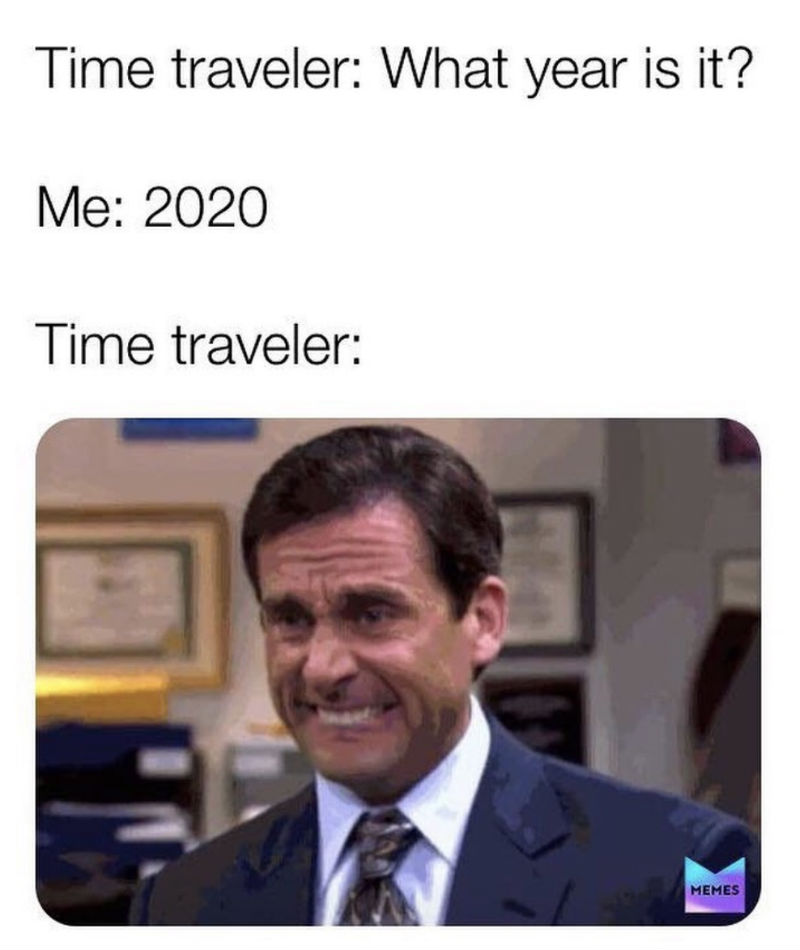 Time traveler: What year is it?
Me: 2020
Time traveler:
MEMES